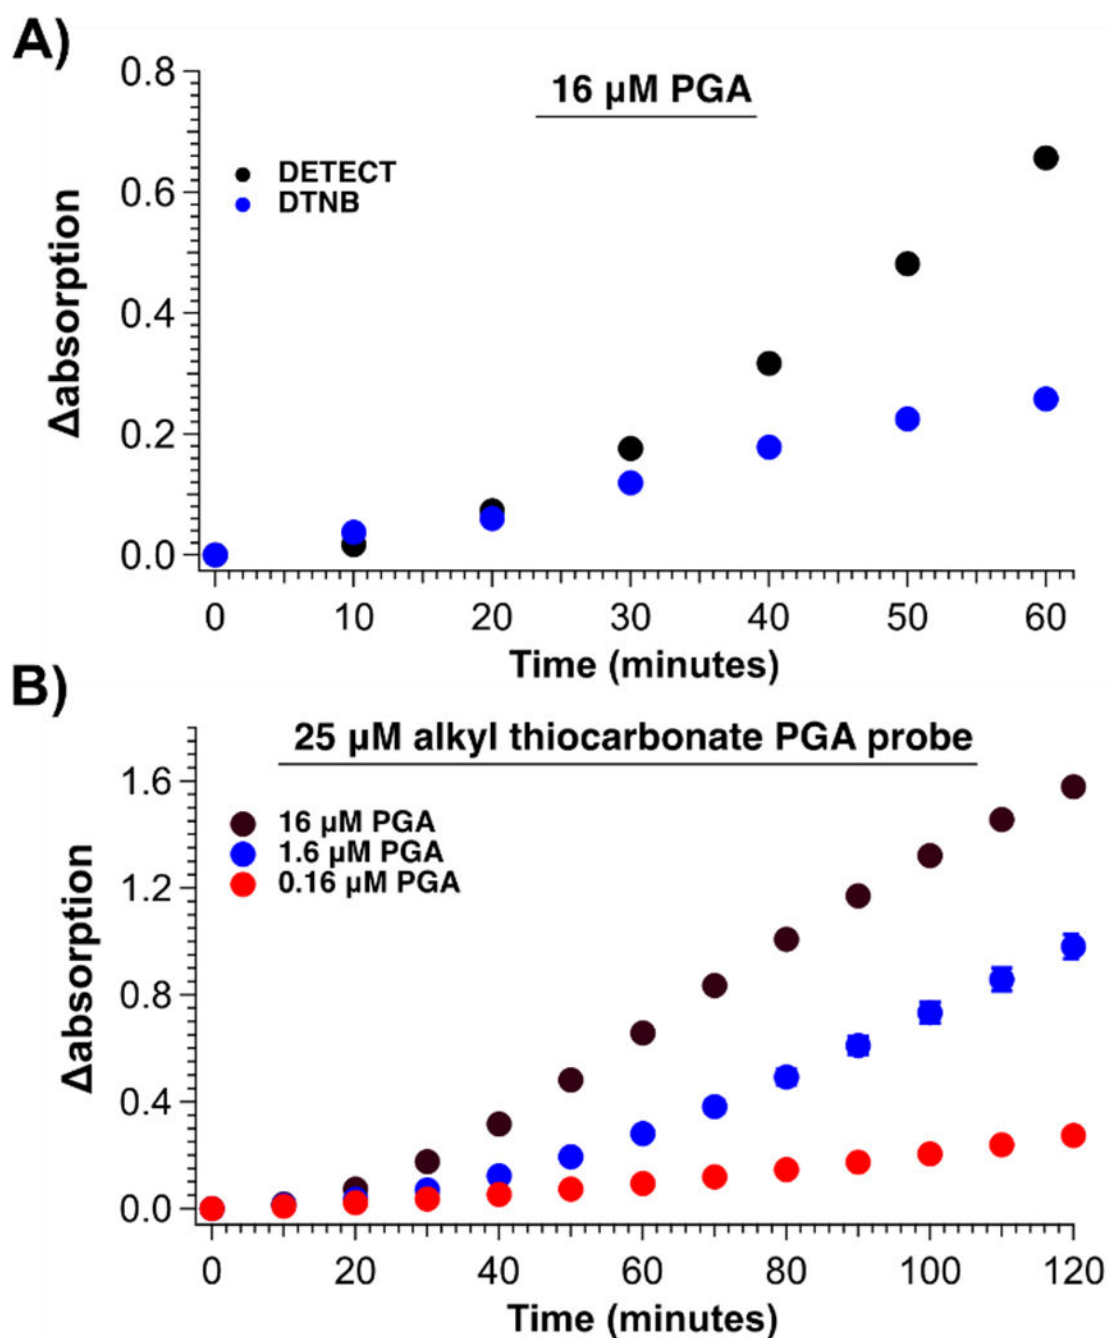 A)
16 μM PGA
DETECT
DTNB
Δabsorption
0.8
0.6
0.4
0.2
0.0
0 10 20 30 40 50 60
Time (minutes)
B)
25 μM alkyl thiocarbonate PGA probe
16 μM PGA
1.6 μM PGA
0.16 μM PGA
Δabsorption
1.6
1.2
0.8
0.4
0.0
0 20 40 60 80 100 120
Time (minutes)